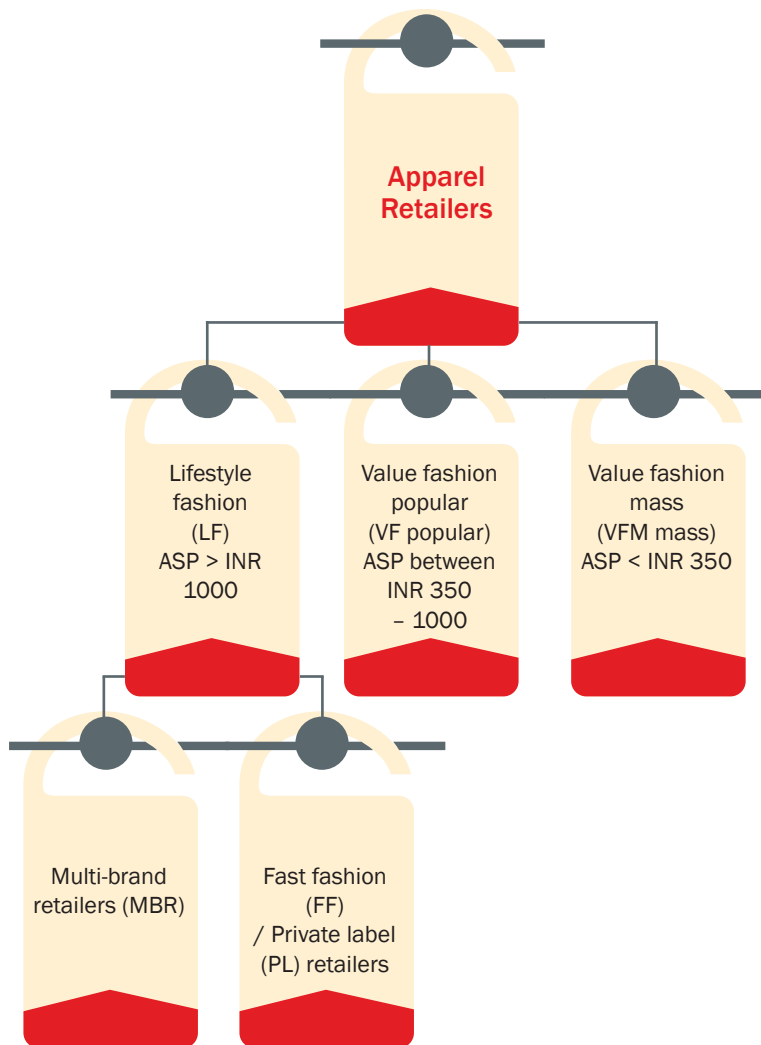 Apparel
Retailers
Lifestyle
fashion
(LF)
ASP > INR
1000
Value fashion
popular
(VF popular)
ASP between
INR 350
– 1000
Value fashion
mass
(VFM mass)
ASP < INR 350
Multi-brand
retailers (MBR)
Fast fashion
(FF)
/ Private label
(PL) retailers